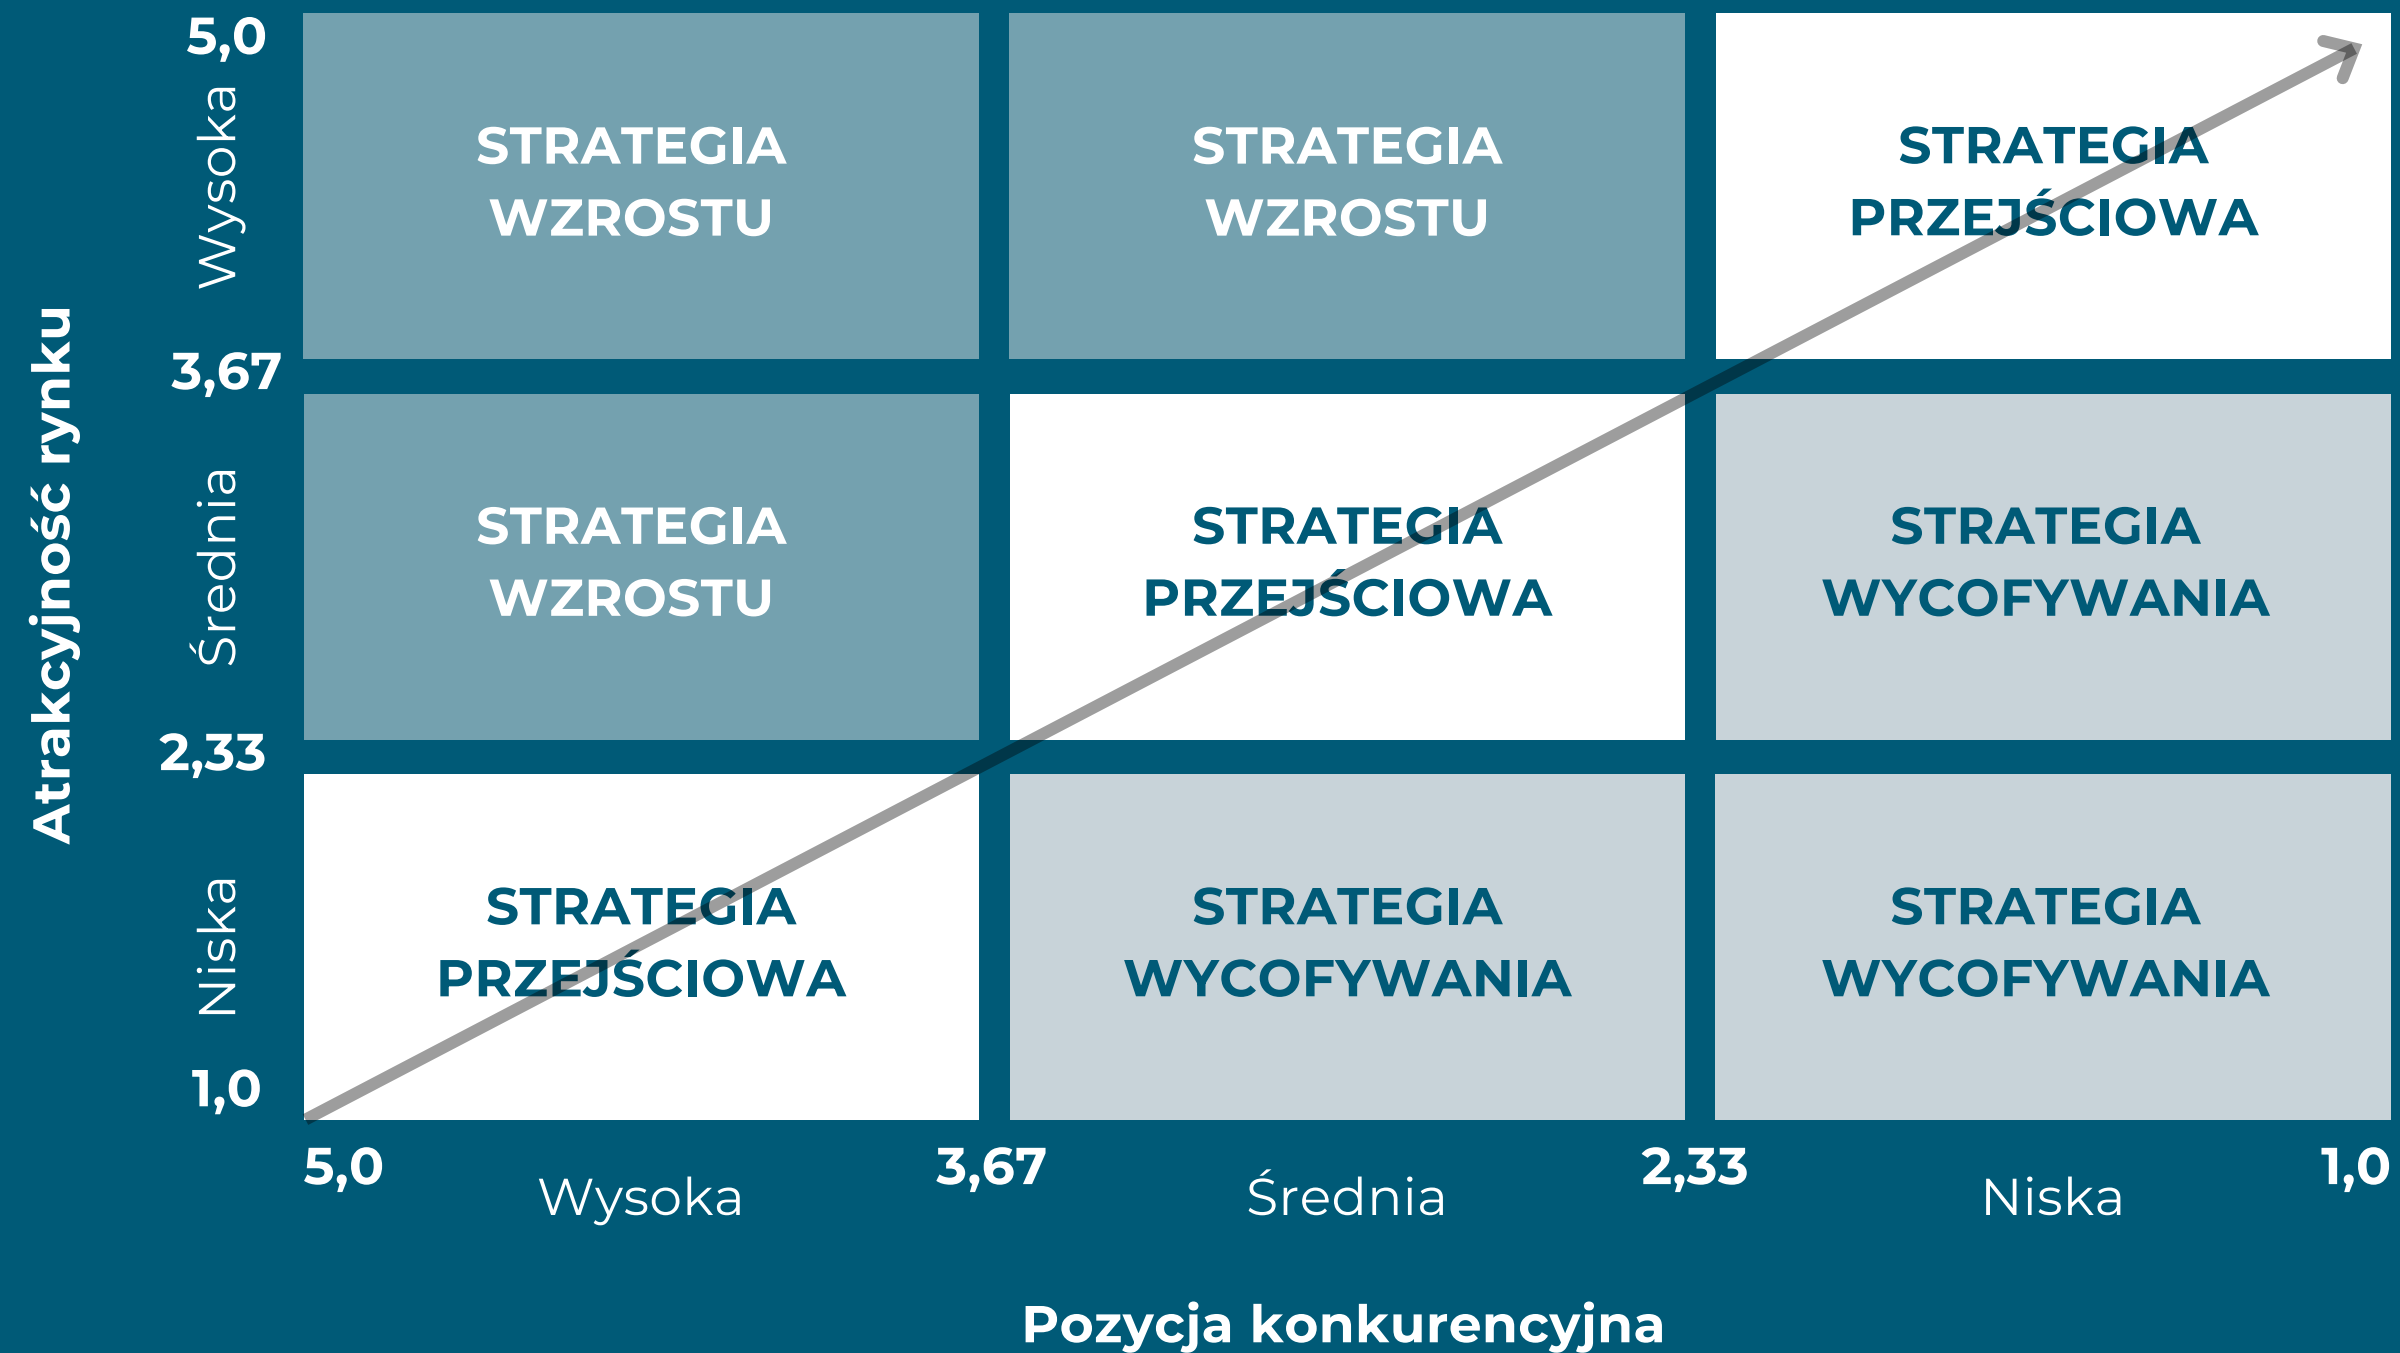 5,0
Wysoka
STRATEGIA
WZROSTU
STRATEGIA
WZROSTU
STRATEGIA
PRZEJŚCIOWA
3,67
Atrakcyjność rynku
Średnia
STRATEGIA
WZROSTU
STRATEGIA
PRZEJŚCIOWA
STRATEGIA
WYCOFYWANIA
2,33
Niska
STRATEGIA
PRZEJŚCIOWA
STRATEGIA
WYCOFYWANIA
STRATEGIA
WYCOFYWANIA
1,0
5,0
Wysoka
3,67
Średnia
2,33
Niska
1,0
Pozycja konkurencyjna